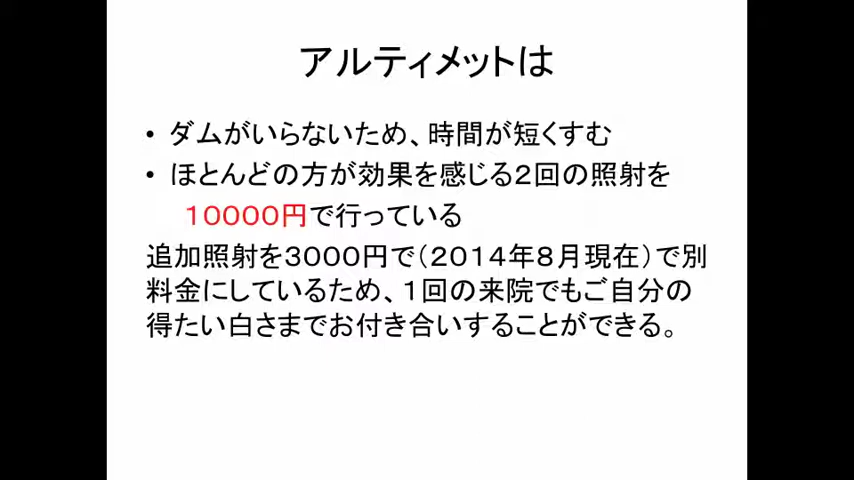 アルティメットは
• ダムがいらないため、時間が短くすむ
• ほとんどの方が効果を感じる２回の照射を
１００００円で行っている
追加照射を３０００円で（２０１４年８月現在）で別
料金にしているため、１回の来院でもご自分の
得たい白さまでお付き合いすることができる。